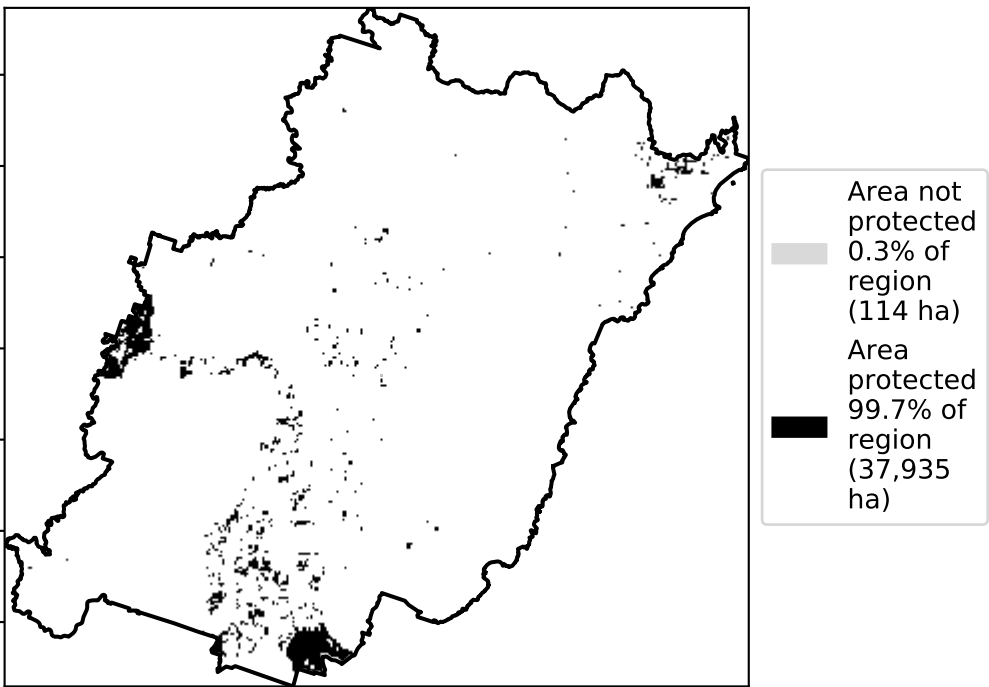 Area not
protected
0.3% of
region
(114 ha)
Area
protected
99.7% of
region
(37,935
ha)